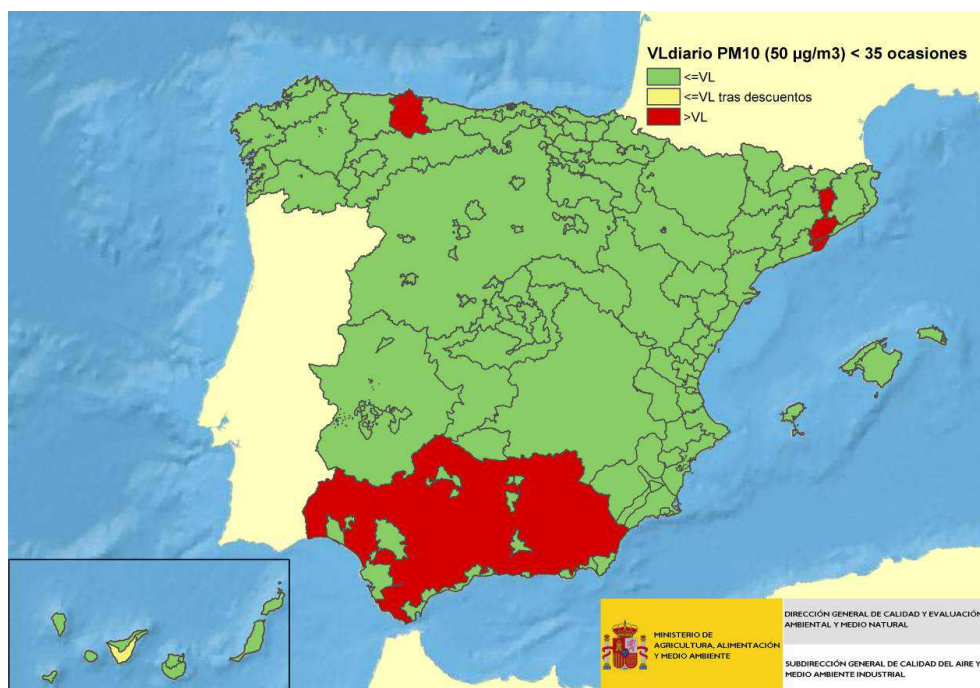 VLdiario PM10 (50 µg/m3) < 35 ocasiones
<=VL
<=VL tras descuentos
>VL
MINISTERIO DE
AGRICULTURA, ALIMENTACIÓN
Y MEDIO AMBIENTE
DIRECCIÓN GENERAL DE CALIDAD Y EVALUACIÓN
AMBIENTAL Y MEDIO NATURAL
SUBDIRECCIÓN GENERAL DE CALIDAD DEL AIRE Y
MEDIO AMBIENTE INDUSTRIAL